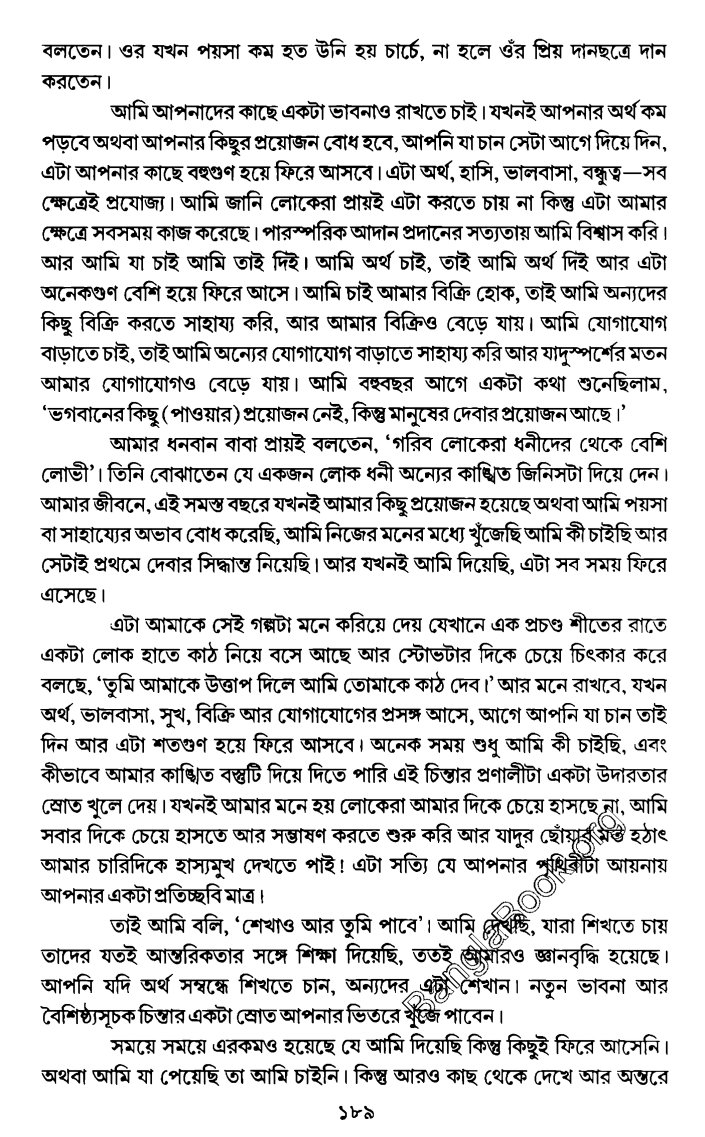 বলতেন। ওর যখন পয়সা কম হত উনি হয় চার্চে, না হলে ওঁর প্রিয় দানছত্রে দান
করতেন।
আমি আপনাদের কাছে একটা ভাবনাও রাখতে চাই। যখনই আপনার অর্থ কম
পড়বে অথবা আপনার কিছুর প্রয়োজন বোধ হবে, আপনি যা চান সেটা আগে দিয়ে দিন,
এটা আপনার কাছে বহুগুণ হয়ে ফিরে আসবে। এটা অর্থ, হাসি, ভালবাসা, বন্ধুত্ব—সব
ক্ষেত্রেই প্রযোজ্য। আমি জানি লোকেরা প্রায়ই এটা করতে চায় না কিন্তু এটা আমার
ক্ষেত্রে সবসময় কাজ করেছে। পারস্পরিক আদান প্রদানের সত্যতায় আমি বিশ্বাস করি।
আর আমি যা চাই আমি তাই দিই। আমি অর্থ চাই, তাই আমি অর্থ দিই আর এটা
অনেকগুণ বেশি হয়ে ফিরে আসে। আমি চাই আমার বিক্রি হোক, তাই আমি অন্যদের
কিছু বিক্রি করতে সাহায্য করি, আর আমার বিক্রিও বেড়ে যায়। আমি যোগাযোগ
বাড়াতে চাই, তাই আমি অন্যের যোগাযোগ বাড়াতে সাহায্য করি আর যাদুস্পর্শের মতন
আমার যোগাযোগও বেড়ে যায়। আমি বহুবছর আগে একটা কথা শুনেছিলাম,
‘ভগবানের কিছু (পাওয়ার) প্রয়োজন নেই, কিন্তু মানুষের দেবার প্রয়োজন আছে।’
আমার ধনবান বাবা প্রায়ই বলতেন, ‘গরিব লোকেরা ধনীদের থেকে বেশি
লোভী’। তিনি বোঝাতেন যে একজন লোক ধনী অন্যের কাঙ্খিত জিনিসটা দিয়ে দেন।
আমার জীবনে, এই সমস্ত বছরে যখনই আমার কিছু প্রয়োজন হয়েছে অথবা আমি পয়সা
বা সাহায্যের অভাব বোধ করেছি, আমি নিজের মনের মধ্যে খুঁজেছি আমি কী চাইছি আর
সেটাই প্রথমে দেবার সিদ্ধান্ত নিয়েছি। আর যখনই আমি দিয়েছি, এটা সব সময় ফিরে
এসেছে।
এটা আমাকে সেই গল্পটা মনে করিয়ে দেয় যেখানে এক প্রচণ্ড শীতের রাতে
একটা লোক হাতে কাঠ নিয়ে বসে আছে আর স্টোভটার দিকে চেয়ে চিৎকার করে
বলছে, ‘তুমি আমাকে উত্তাপ দিলে আমি তোমাকে কাঠ দেব।’ আর মনে রাখবে, যখন
অর্থ, ভালবাসা, সুখ, বিক্রি আর যোগাযোগের প্রসঙ্গ আসে, আগে আপনি যা চান তাই
দিন আর এটা শতগুণ হয়ে ফিরে আসবে। অনেক সময় শুধু আমি কী চাইছি, এবং
কীভাবে আমার কাঙ্খিত বস্তুটি দিয়ে দিতে পারি এই চিন্তার প্রণালীটা একটা উদারতার
স্রোত খুলে দেয়। যখনই আমার মনে হয় লোকেরা আমার দিকে চেয়ে হাসছে না, আমি
সবার দিকে চেয়ে হাসতে আর সম্ভাষণ করতে শুরু করি আর যাদুর ছোঁয়ার মত হঠাৎ
আমার চারিদিকে হাস্যমুখ দেখতে পাই! এটা সত্যি যে আপনার পৃথিবীটা আয়নায়
আপনার একটা প্রতিচ্ছবি মাত্র।
তাই আমি বলি, ‘শেখাও আর তুমি পাবে’। আমি দেখেছি, যারা শিখতে চায়
তাদের যতই আন্তরিকতার সঙ্গে শিক্ষা দিয়েছি, ততই আমারও জ্ঞানবৃদ্ধি হয়েছে।
আপনি যদি অর্থ সম্বন্ধে শিখতে চান, অন্যদের এটা শেখান। নতুন ভাবনা আর
বৈশিষ্ঠ্যসূচক চিন্তার একটা স্রোত আপনার ভিতরে খুঁজে পাবেন।
সময়ে সময়ে এরকমও হয়েছে যে আমি দিয়েছি কিন্তু কিছুই ফিরে আসেনি।
অথবা আমি যা পেয়েছি তা আমি চাইনি। কিন্তু আরও কাছ থেকে দেখে আর অন্তরে
১৮৯
BanglaBook.org